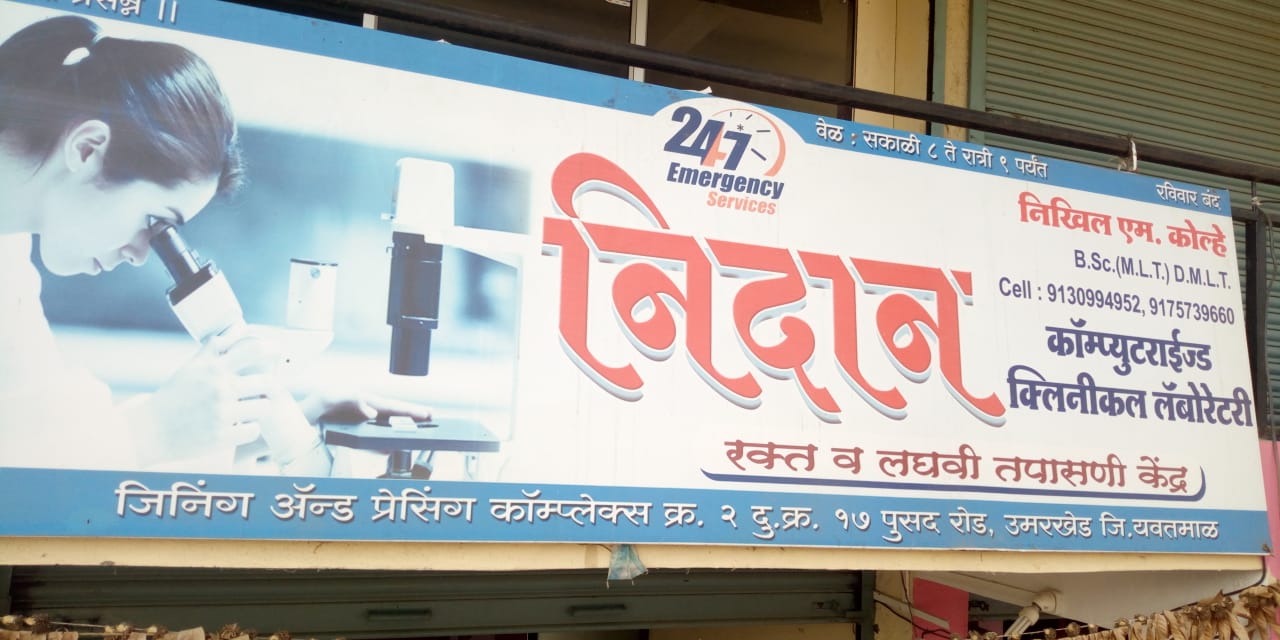 प्रसन्न ॥
वेळ : सकाळी ८ ते रात्री ९ पर्यंत
रविवार बंद
24*7
Emergency
Services
निदान
निखिल एम. कोल्हे
B.Sc.(M.L.T.) D.M.L.T.
Cell : 9130994952, 9175739660
कॉम्प्युटराईज्ड
क्लिनीकल लॅबोरेटरी
रक्त व लघवी तपासणी केंद्र
जिनिंग ॲन्ड प्रेसिंग कॉम्प्लेक्स क्र. २ दु.क्र. १७ पुसद रोड, उमरखेड जि.यवतमाळ